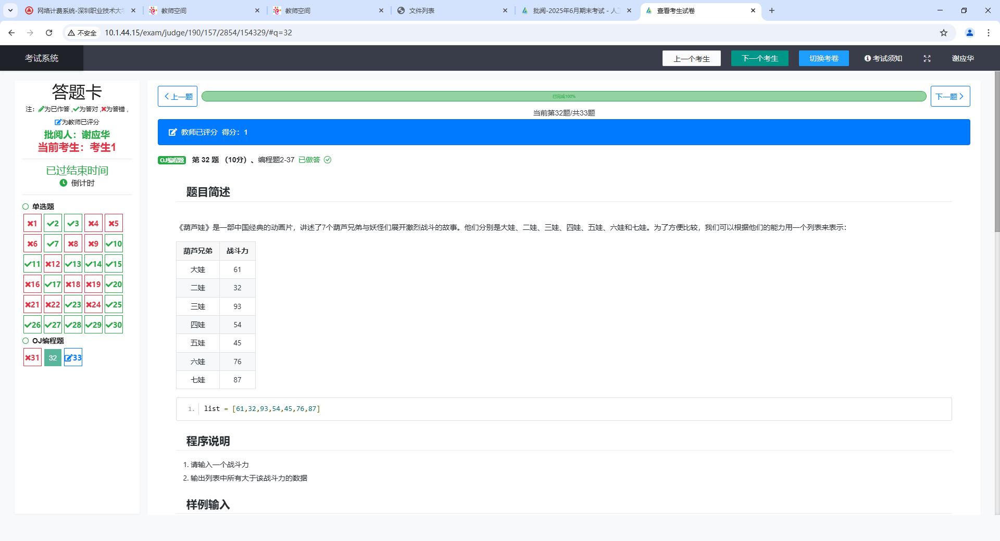 网络计费系统-深圳职业技术大学
教师空间
教师空间
文件列表
批阅-2025年6月期末考试 - 人工
查看考生试卷
不安全
10.1.44.15/exam/judge/190/157/2854/154329/#q=32
考试系统
上一个考生
下一个考生
切换考卷
考试须知
谢应华
答题卡
注：为已作答 ,为答对 ,为答错 ,
为教师已评分
批阅人：谢应华
当前考生：考生1
已过结束时间
倒计时
单选题
1 2 3 4 5
6 7 8 9 10
11 12 13 14 15
16 17 18 19 20
21 22 23 24 25
26 27 28 29 30
OJ编程题
31 32 33
上一题
已完成100%
下一题
当前第32题/共33题
教师已评分 得分：1
OJ编程题 第 32 题 （10分）、编程题2-37 已做答
题目简述
《葫芦娃》是一部中国经典的动画片，讲述了7个葫芦兄弟与妖怪们展开激烈战斗的故事。他们分别是大娃、二娃、三娃、四娃、五娃、六娃和七娃。为了方便比较，我们可以根据他们的能力用一个列表来表示：
葫芦兄弟 战斗力
大娃 61
二娃 32
三娃 93
四娃 54
五娃 45
六娃 76
七娃 87
1. list = [61,32,93,54,45,76,87]
程序说明
1. 请输入一个战斗力
2. 输出列表中所有大于该战斗力的数据
样例输入